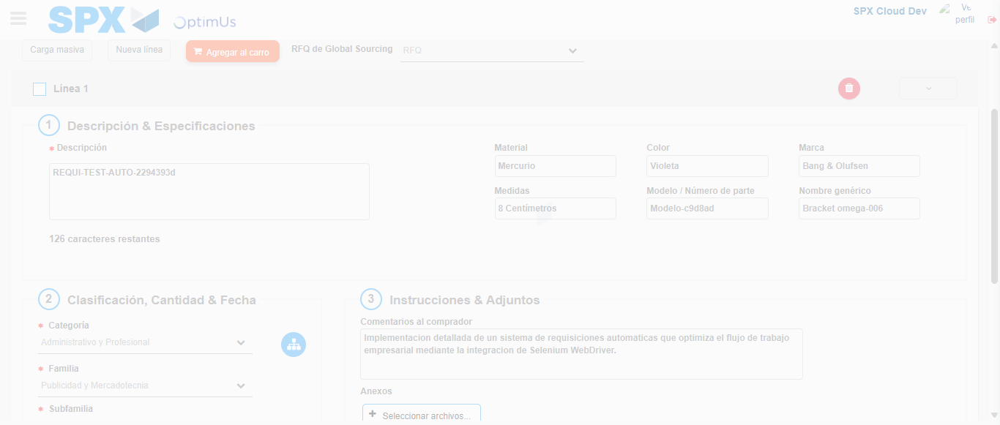 SPX
OptimUs
SPX Cloud Dev
Ve
perfil
Carga masiva
Nueva línea
Agregar al carro
RFQ de Global Sourcing
RFQ
Línea 1
1
Descripción & Especificaciones
* Descripción
REQUI-TEST-AUTO-2294393d
126 caracteres restantes
Material
Color
Marca
Mercurio
Violeta
Bang & Olufsen
Medidas
Modelo / Número de parte
Nombre genérico
8 Centímetros
Modelo-c9d8ad
Bracket omega-006
2
Clasificación, Cantidad & Fecha
* Categoría
Administrativo y Profesional
* Familia
Publicidad y Mercadotecnia
* Subfamilia
3
Instrucciones & Adjuntos
Comentarios al comprador
Implementacion detallada de un sistema de requisiciones automaticas que optimiza el flujo de trabajo
empresarial mediante la integracion de Selenium WebDriver.
Anexos
+ Seleccionar archivos...